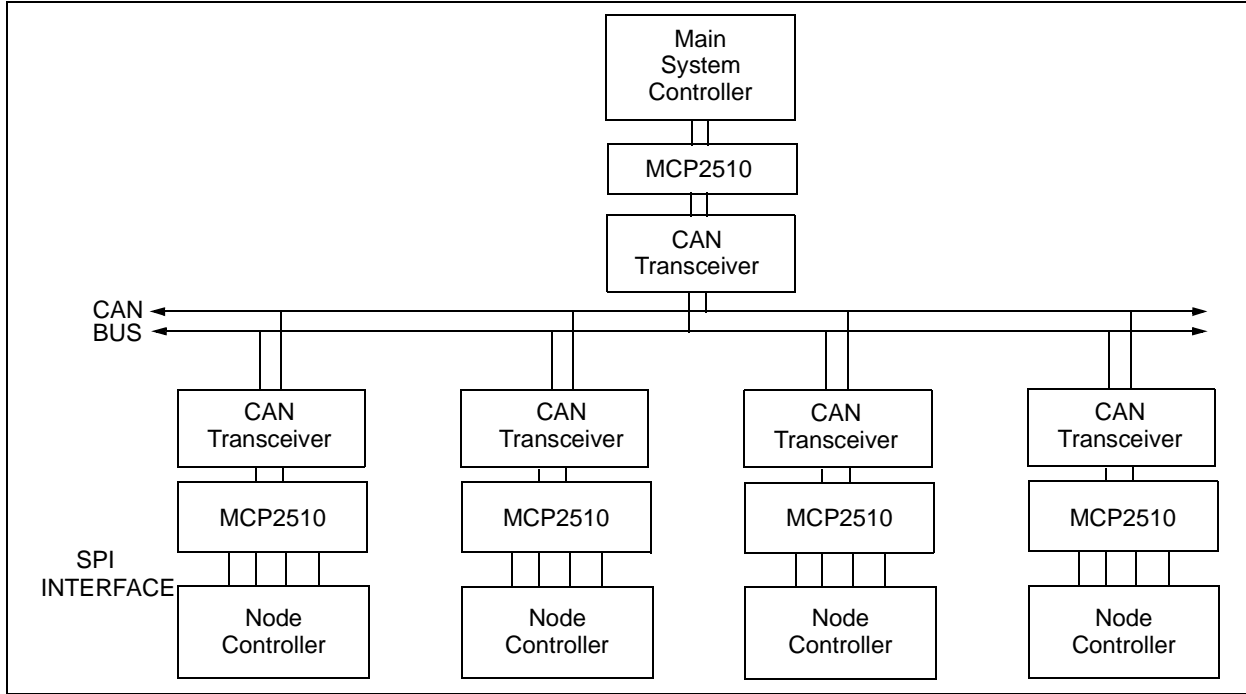 Main
System
Controller
MCP2510
CAN
Transceiver
CAN
BUS
CAN
Transceiver
CAN
Transceiver
CAN
Transceiver
CAN
Transceiver
MCP2510
MCP2510
MCP2510
MCP2510
SPI
INTERFACE
Node
Controller
Node
Controller
Node
Controller
Node
Controller